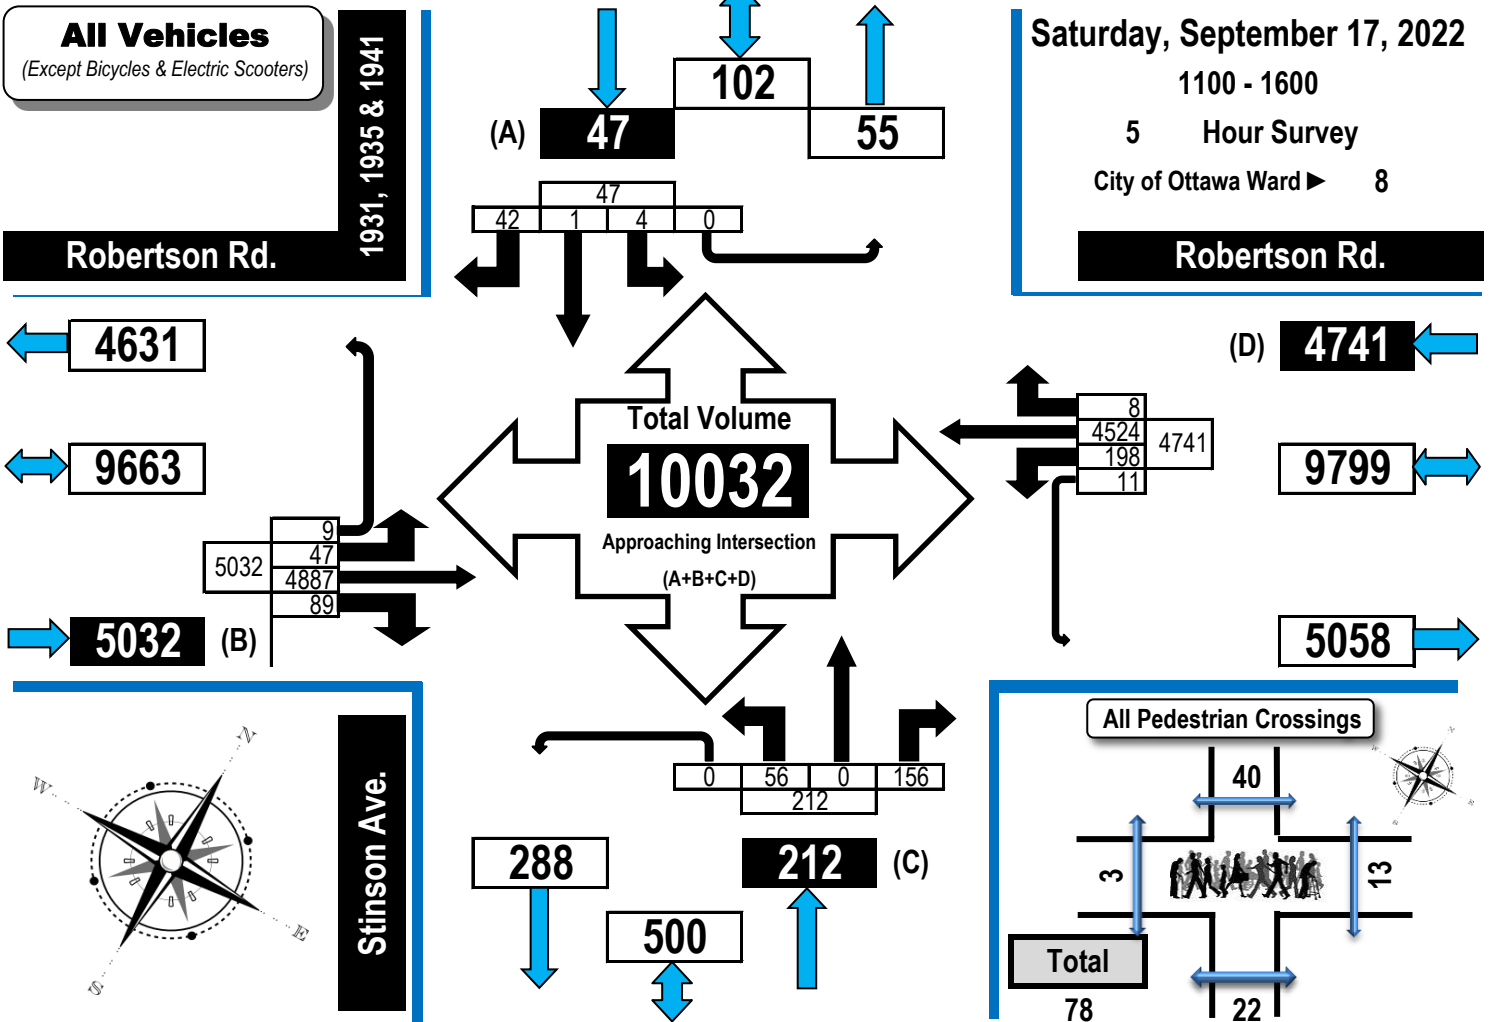 All Vehicles
(Except Bicycles & Electric Scooters)
1931, 1935 & 1941
Robertson Rd.
102
(A) 47 55
47
42 1 4 0
Saturday, September 17, 2022
1100 - 1600
5 Hour Survey
City of Ottawa Ward ► 8
Robertson Rd.
4631
9663
9
47
4887
89
5032
5032 (B)
Total Volume
10032
Approaching Intersection
(A+B+C+D)
(D) 4741
8
4524
198
11
4741
9799
5058
0 56 0 156
212
288
212 (C)
500
N
W
E
S
Stinson Ave.
All Pedestrian Crossings
40
3
13
Total
78
22